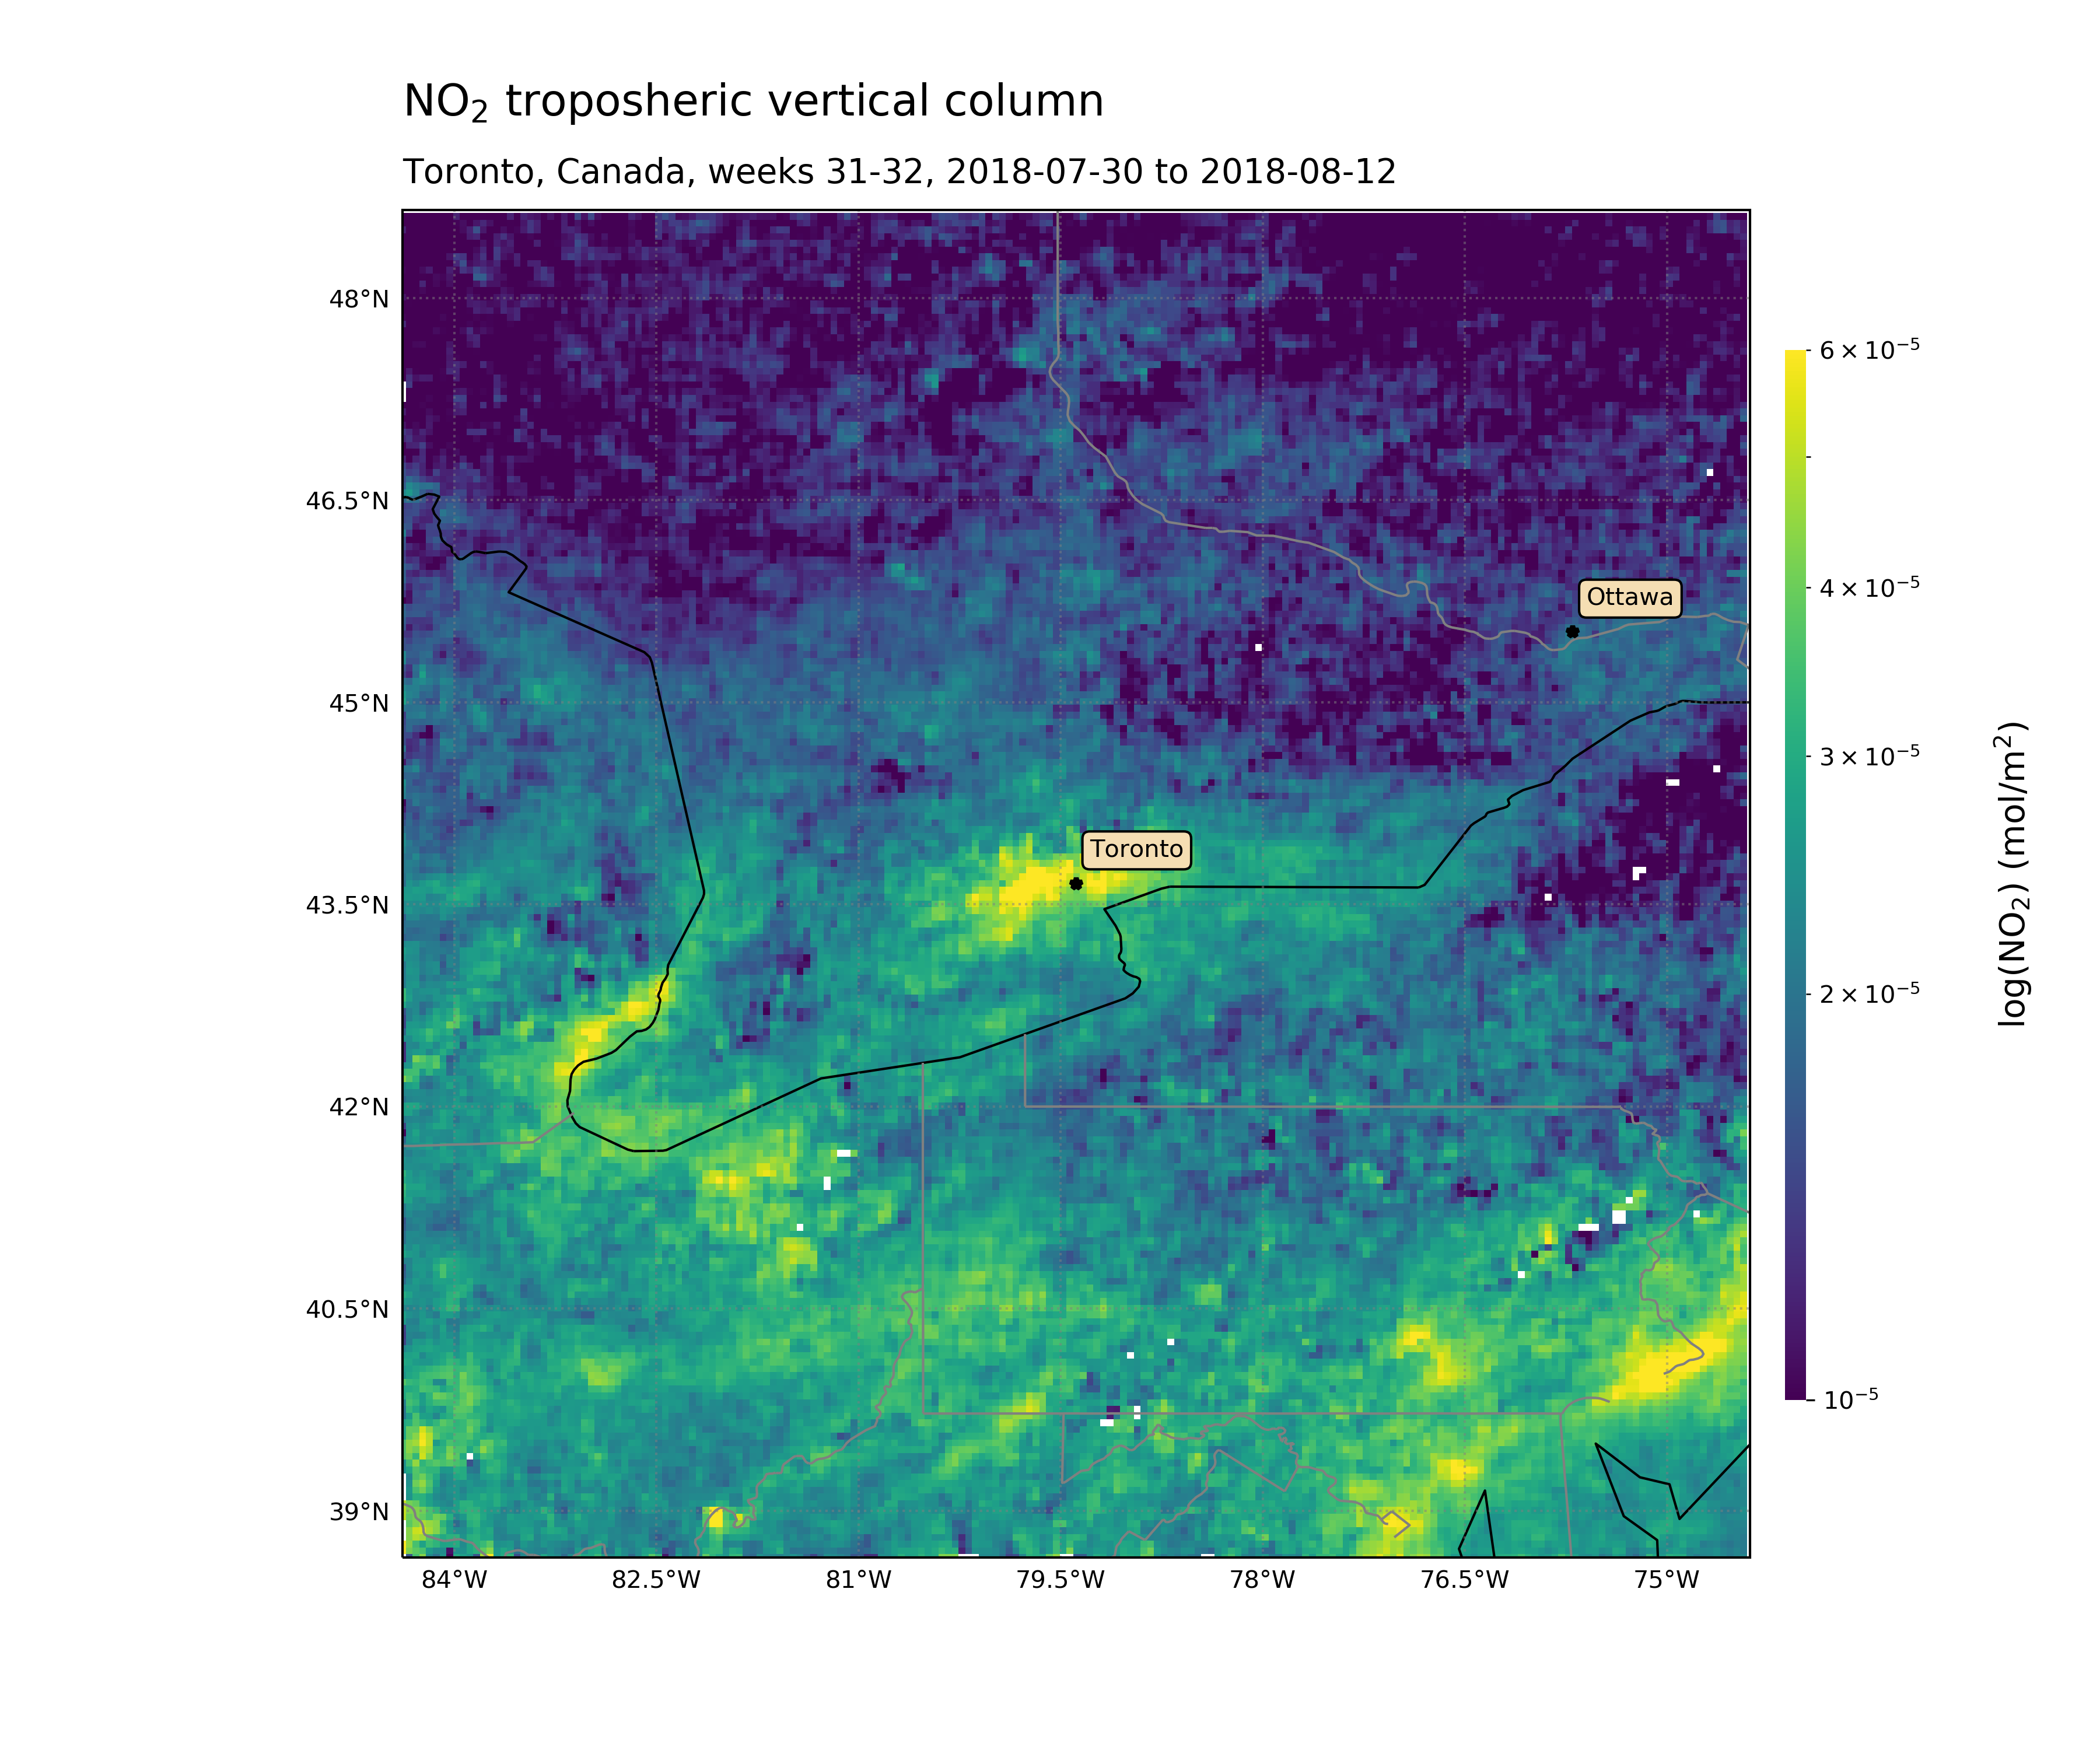 NO₂ troposheric vertical column
Toronto, Canada, weeks 31-32, 2018-07-30 to 2018-08-12
48°N
46.5°N
45°N
43.5°N
42°N
40.5°N
39°N
84°W 82.5°W 81°W 79.5°W 78°W 76.5°W 75°W
Ottawa
Toronto
6 × 10⁻⁵
4 × 10⁻⁵
3 × 10⁻⁵
2 × 10⁻⁵
10⁻⁵
log(NO₂) (mol/m²)